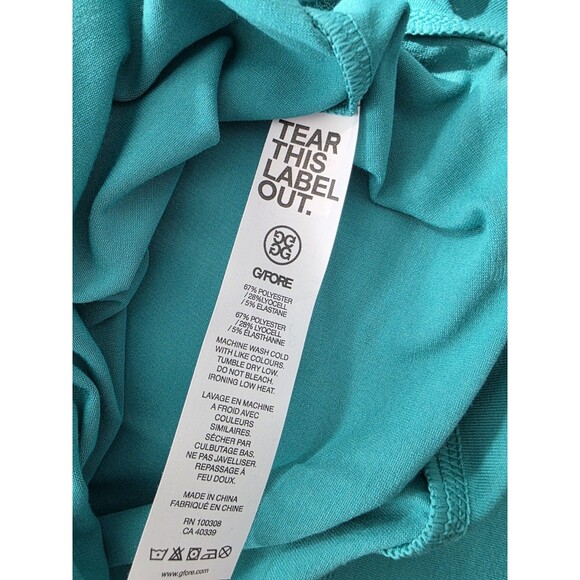 TEAR
THIS
LABEL
OUT.
G/FORE
67% POLYESTER
/ 28% LYOCELL
/ 5% ELASTANE
67% POLYESTER
/ 28% LYOCELL
/ 5% ÉLASTHANNE
MACHINE WASH COLD
WITH LIKE COLOURS.
TUMBLE DRY LOW.
DO NOT BLEACH.
IRONING LOW HEAT.
LAVAGE EN MACHINE
A FROID AVEC
COULEURS
SIMILAIRES.
SÉCHER PAR
CULBUTAGE BAS.
NE PAS JAVELLISER.
REPASSAGE À
FEU DOUX.
MADE IN CHINA
FABRIQUÉ EN CHINE
RN 100308
CA 40339
www.gfore.com